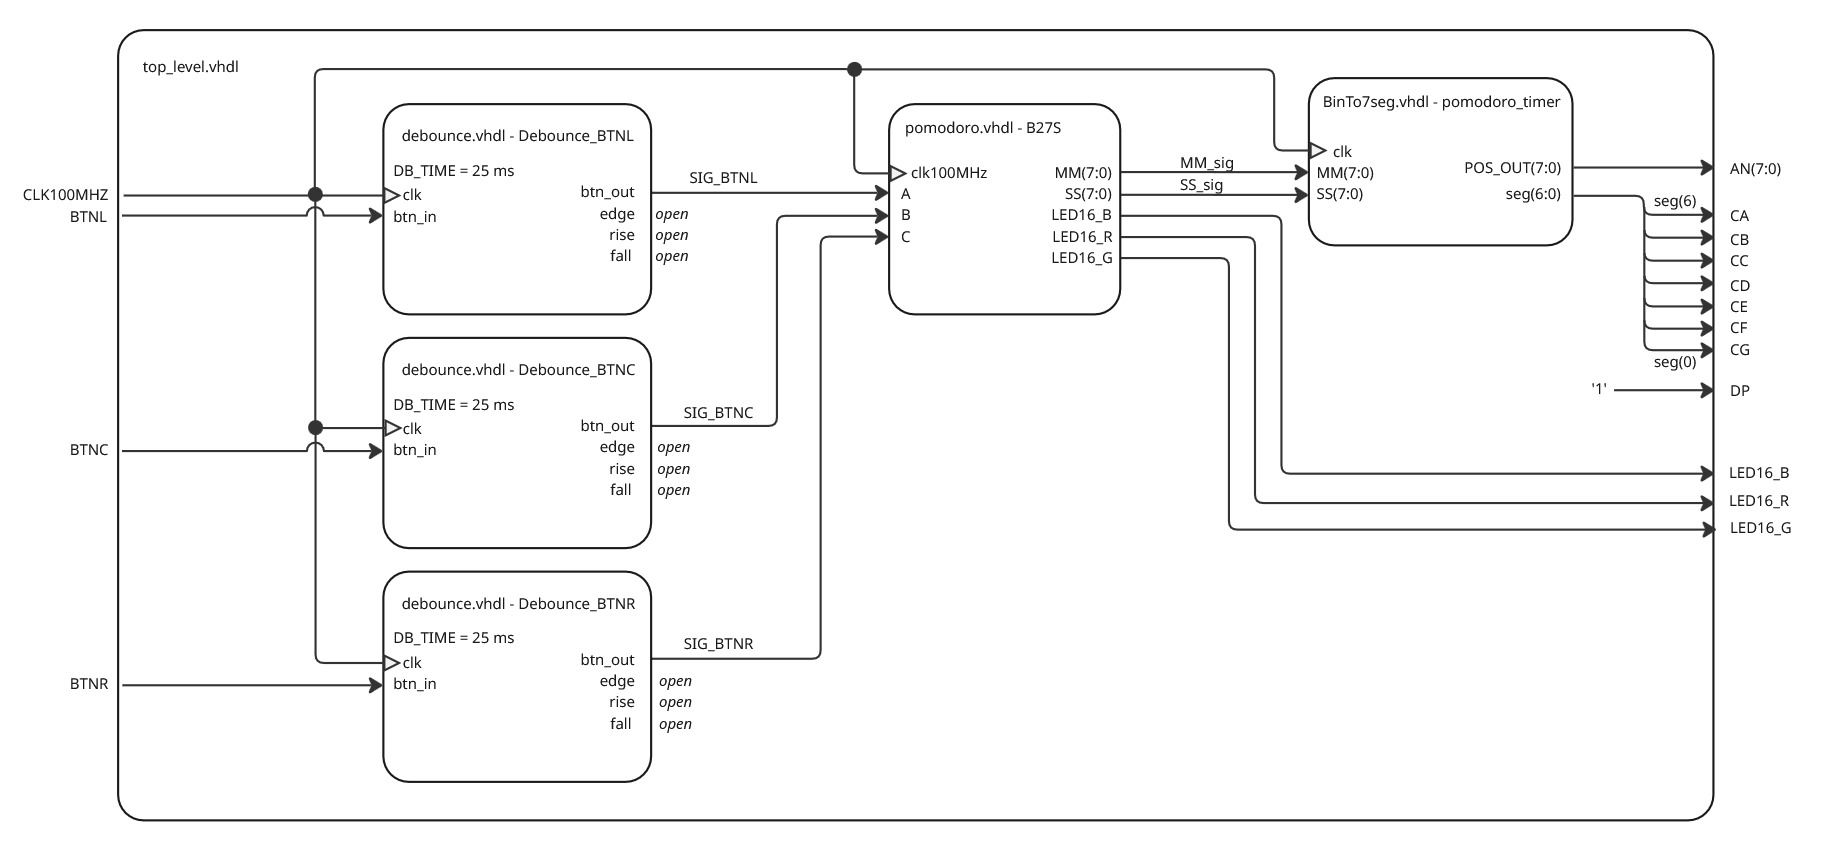 top_level.vhdl
CLK100MHZ
BTNL
BTNC
BTNR
debounce.vhdl - Debounce_BTNL
DB_TIME = 25 ms
clk
btn_in
btn_out
edge
rise
fall
open
open
open
SIG_BTNL
debounce.vhdl - Debounce_BTNC
DB_TIME = 25 ms
clk
btn_in
btn_out
edge
rise
fall
open
open
open
SIG_BTNC
debounce.vhdl - Debounce_BTNR
DB_TIME = 25 ms
clk
btn_in
btn_out
edge
rise
fall
open
open
open
SIG_BTNR
pomodoro.vhdl - B27S
clk100MHz
A
B
C
MM(7:0)
SS(7:0)
LED16_B
LED16_R
LED16_G
MM_sig
SS_sig
BinTo7seg.vhdl - pomodoro_timer
clk
MM(7:0)
SS(7:0)
POS_OUT(7:0)
seg(6:0)
seg(6)
seg(0)
'1'
AN(7:0)
CA
CB
CC
CD
CE
CF
CG
DP
LED16_B
LED16_R
LED16_G